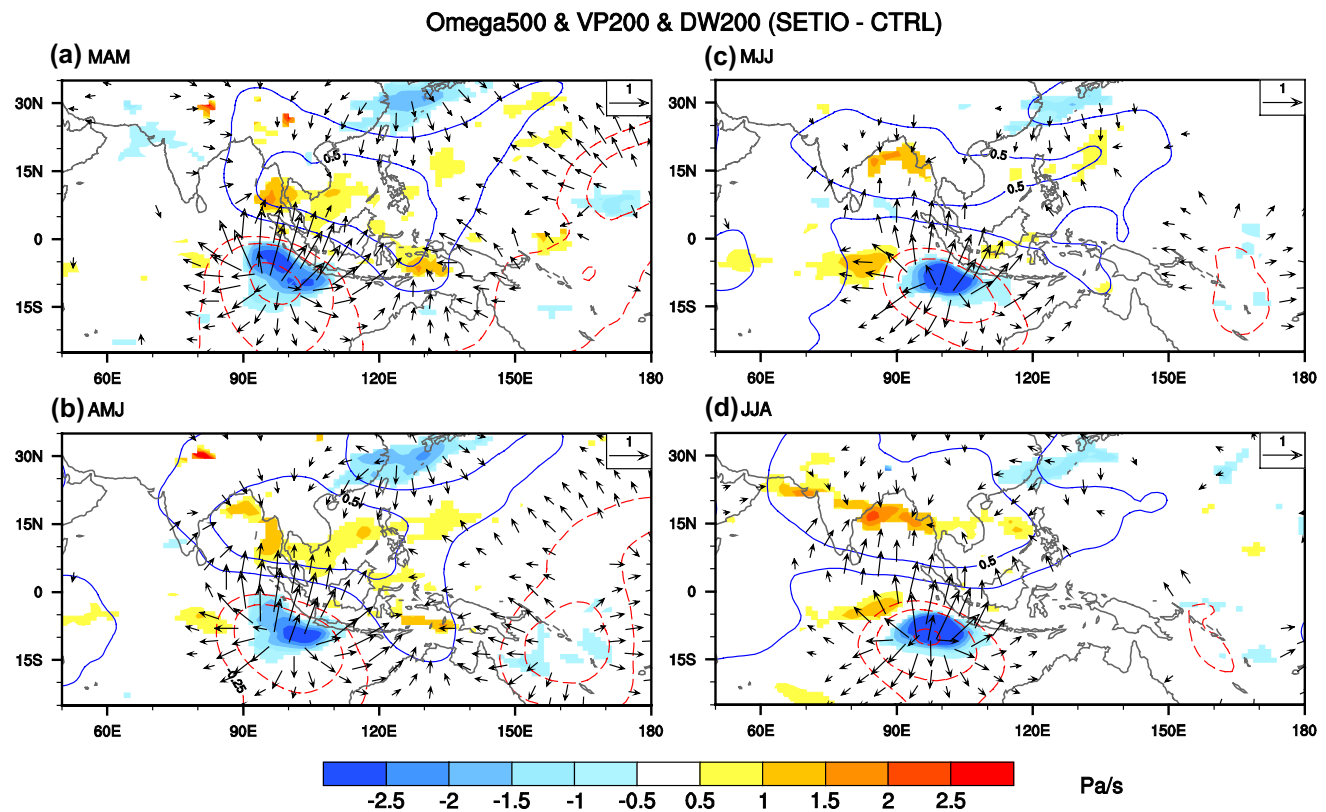 Omega500 & VP200 & DW200 (SETIO - CTRL)
(a) MAM
1
30N
15N
0
15S
0.5
60E 90E 120E 150E 180
(c) MJJ
1
30N
15N
0
15S
0.5
0.5
60E 90E 120E 150E 180
(b) AMJ
1
30N
15N
0
15S
0.5
60E 90E 120E 150E 180
(d) JJA
1
30N
15N
0
15S
0.5
60E 90E 120E 150E 180
-2.5 -2 -1.5 -1 -0.5 0.5 1 1.5 2 2.5
Pa/s